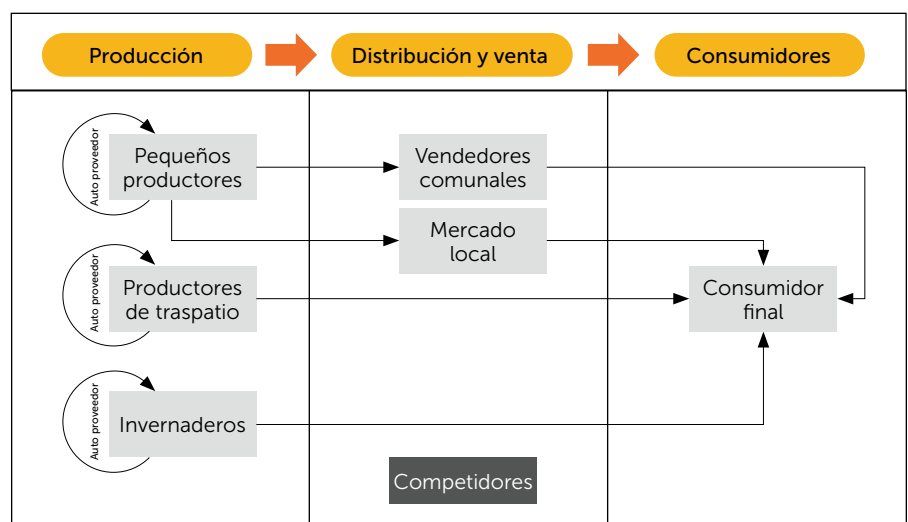 Producción
Distribución y venta
Consumidores
Auto proveedor
Pequeños
productores
Vendedores
comunales
Mercado
local
Auto proveedor
Productores
de traspatio
Consumidor
final
Auto proveedor
Invernaderos
Competidores